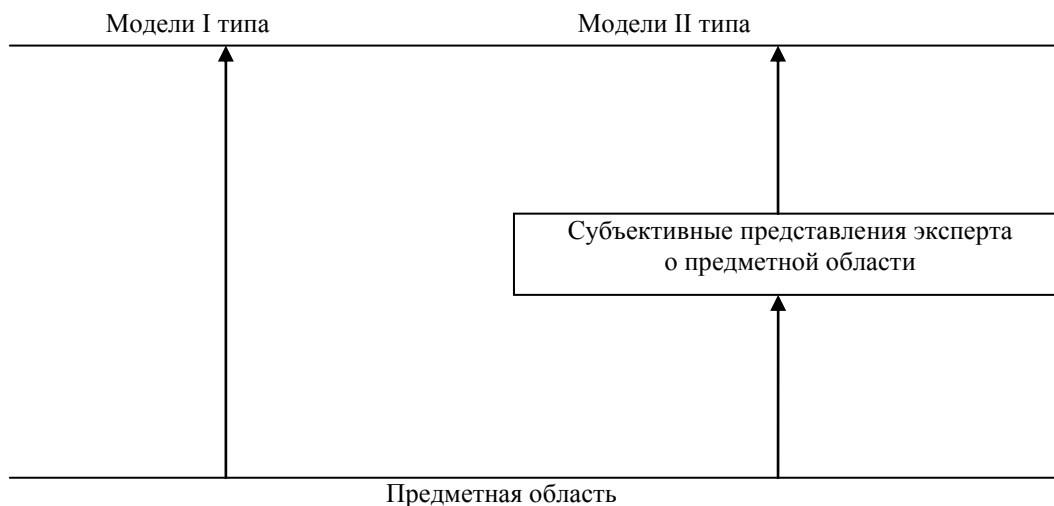 Модели I типа
Модели II типа
Субъективные представления эксперта
о предметной области
Предметная область